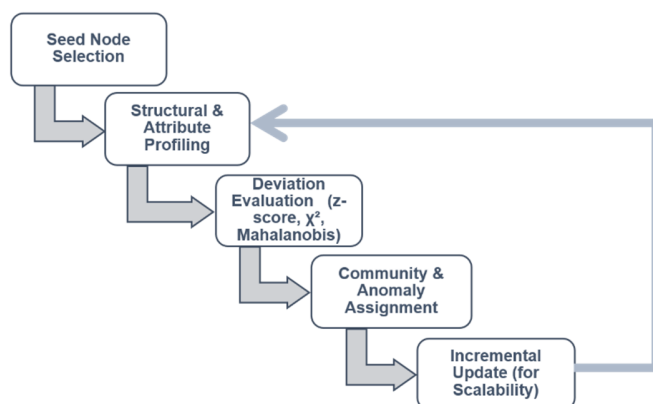 Seed Node
Selection
Structural &
Attribute
Profiling
Deviation
Evaluation (z-
score, χ²,
Mahalanobis)
Community &
Anomaly
Assignment
Incremental
Update (for
Scalability)